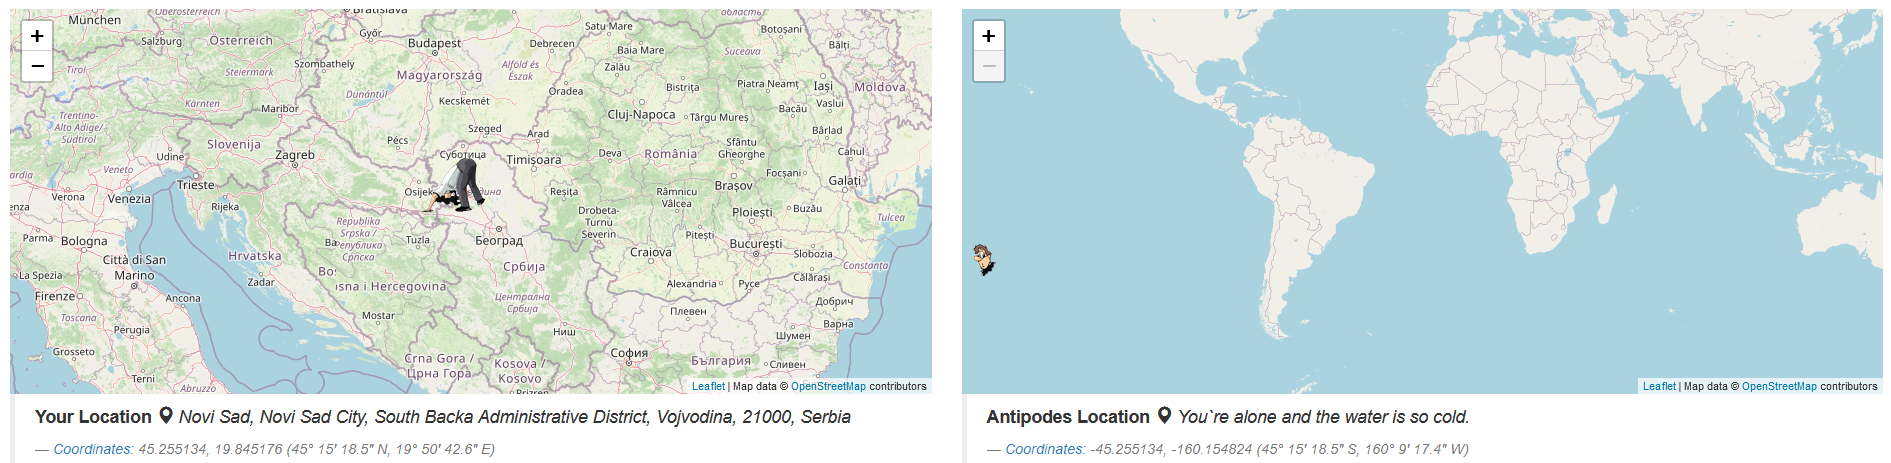 +
−
München
Salzburg
Österreich
Oberösterreich
Bratislava
Győr
Budapest
Satu Mare
Baia Mare
Debrecen
Suceava
Botoșani
область
Bălți
Tirol
Steiermark
Szombathely
Magyarország
Alföld és
Észak
Zalău
Oradea
Bistrița
Piatra Neamț
Iași
Moldova
Kärnten
Maribor
Dunántúl
Kecskemét
Cluj-Napoca
Târgu Mureș
Bacău
Vaslui
Trentino-
Alto Adige/
Südtirol
Slovenija
Pécs
Szeged
Arad
Bârlad
Udine
Zagreb
Суботица
Timișoara
Deva
România
Sfântu
Gheorghe
Cahul
Veneto
Trieste
Verona
Venezia
Rijeka
Osijek
Reșița
Râmnicu
Vâlcea
Brașov
Focșani
Galați
Parma
Bologna
Republika
Srpska /
Република
Српска
Tuzla
Београд
Drobeta-
Turnu
Severin
Ploiești
Buzău
Tulcea
Città di San
Marino
Hrvatska
Pitești
București
Craiova
Slobozia
La Spezia
Zadar
Bosna i Hercegovina
Србија
Constanța
Călărași
Firenze
Ancona
Централна
Србија
Alexandria
Русе
Добрич
Toscana
Perugia
Mostar
Ниш
Плевен
Варна
Шумен
Grosseto
Terni
Abruzzo
Crna Gora /
Црна Гора
Kosova /
Kosovo
Prizren
София
България
Сливен
Leaflet | Map data © OpenStreetMap contributors
Your Location Novi Sad, Novi Sad City, South Backa Administrative District, Vojvodina, 21000, Serbia
— Coordinates: 45.255134, 19.845176 (45° 15' 18.5" N, 19° 50' 42.6" E)
+
−
Leaflet | Map data © OpenStreetMap contributors
Antipodes Location You`re alone and the water is so cold.
— Coordinates: -45.255134, -160.154824 (45° 15' 18.5" S, 160° 9' 17.4" W)